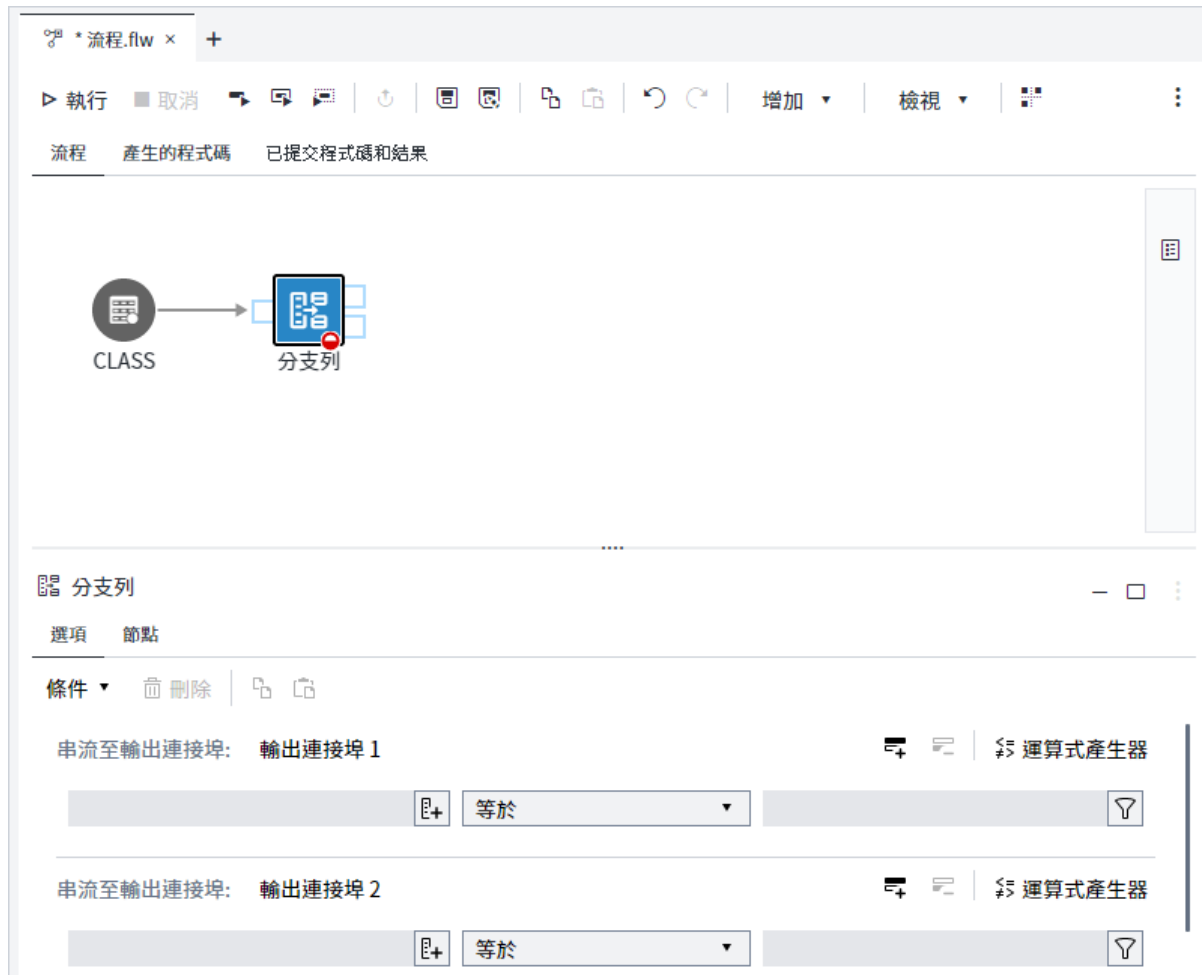 * 流程.flw × +
執行 取消 增加 檢視
流程 產生的程式碼 已提交程式碼和結果
CLASS
分支列
分支列
選項 節點
條件 刪除
串流至輸出連接埠: 輸出連接埠 1 運算式產生器
等於
串流至輸出連接埠: 輸出連接埠 2 運算式產生器
等於